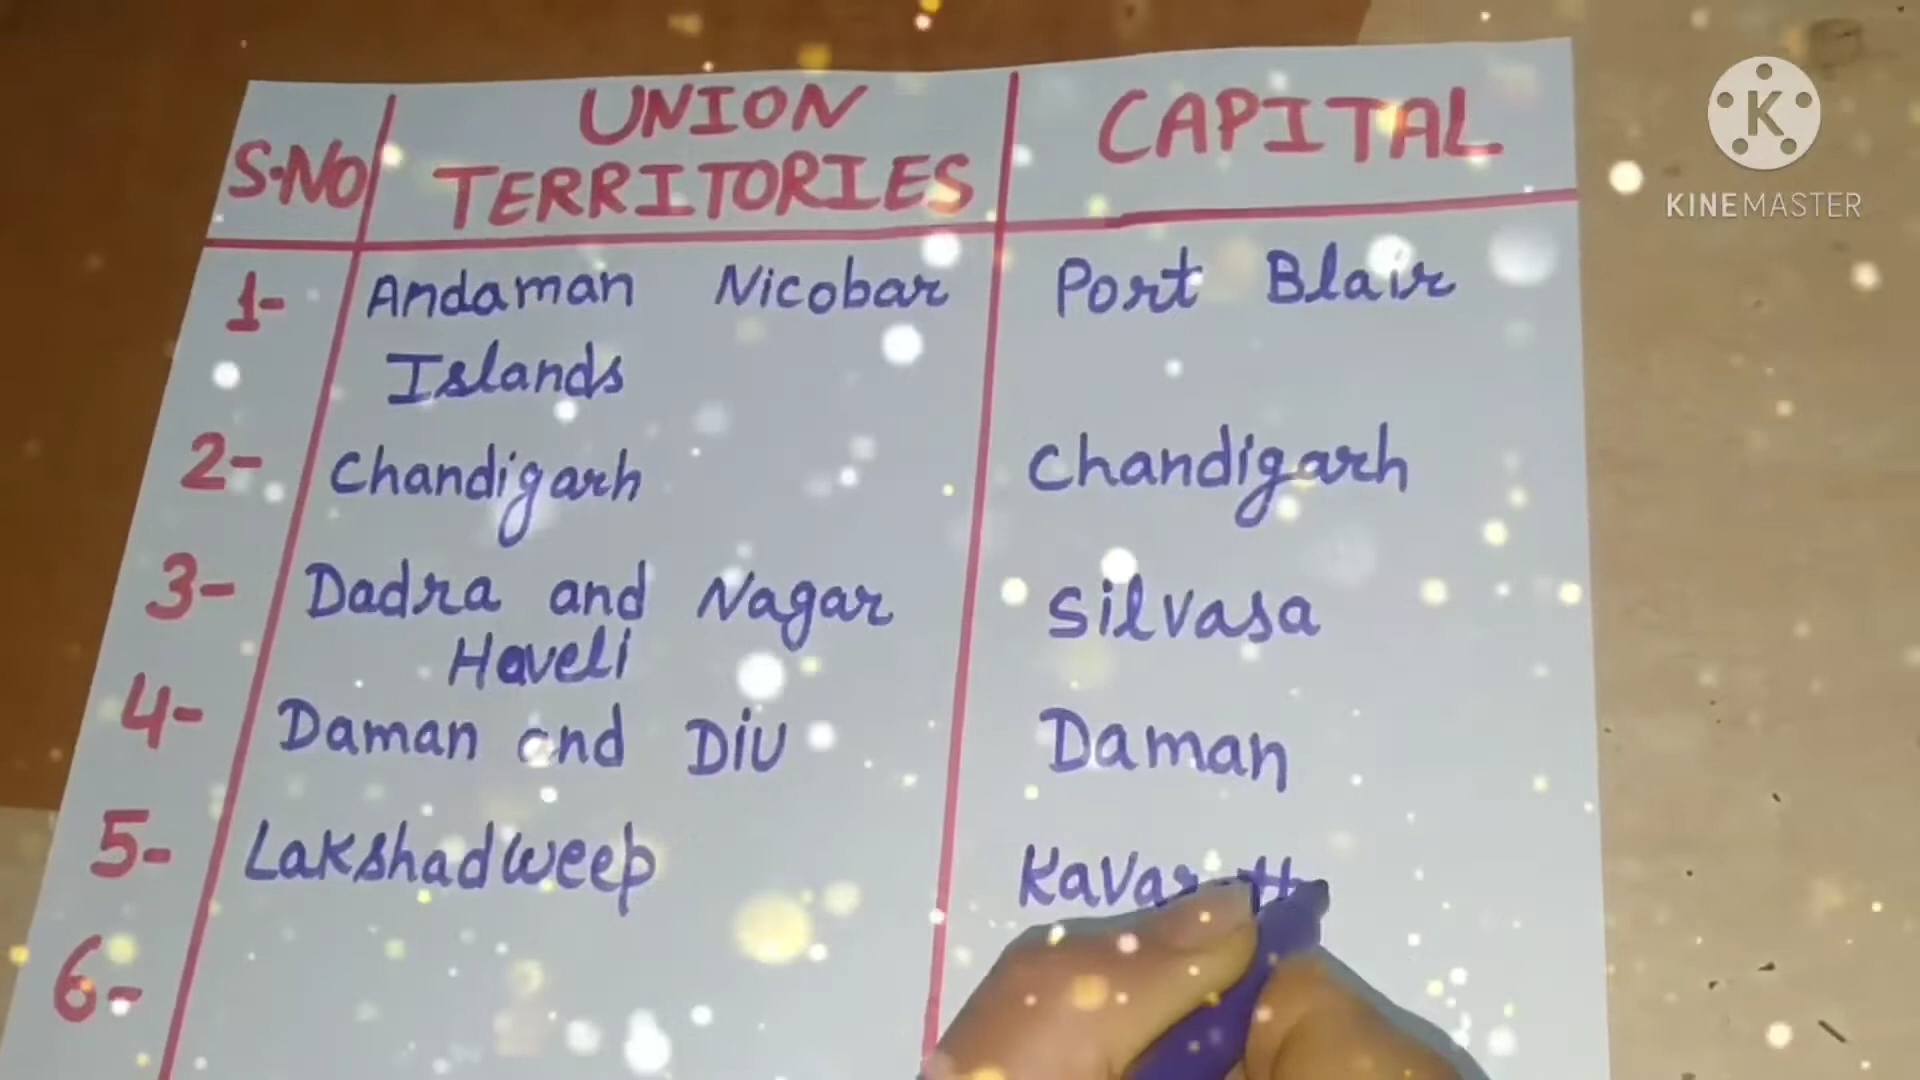 S.NO UNION TERRITORIES CAPITAL
1- Andaman Nicobar Islands Port Blair
2- Chandigarh Chandigarh
3- Dadra and Nagar Haveli Silvasa
4- Daman and Diu Daman
5- Lakshadweep
6-
K
KINEMASTER